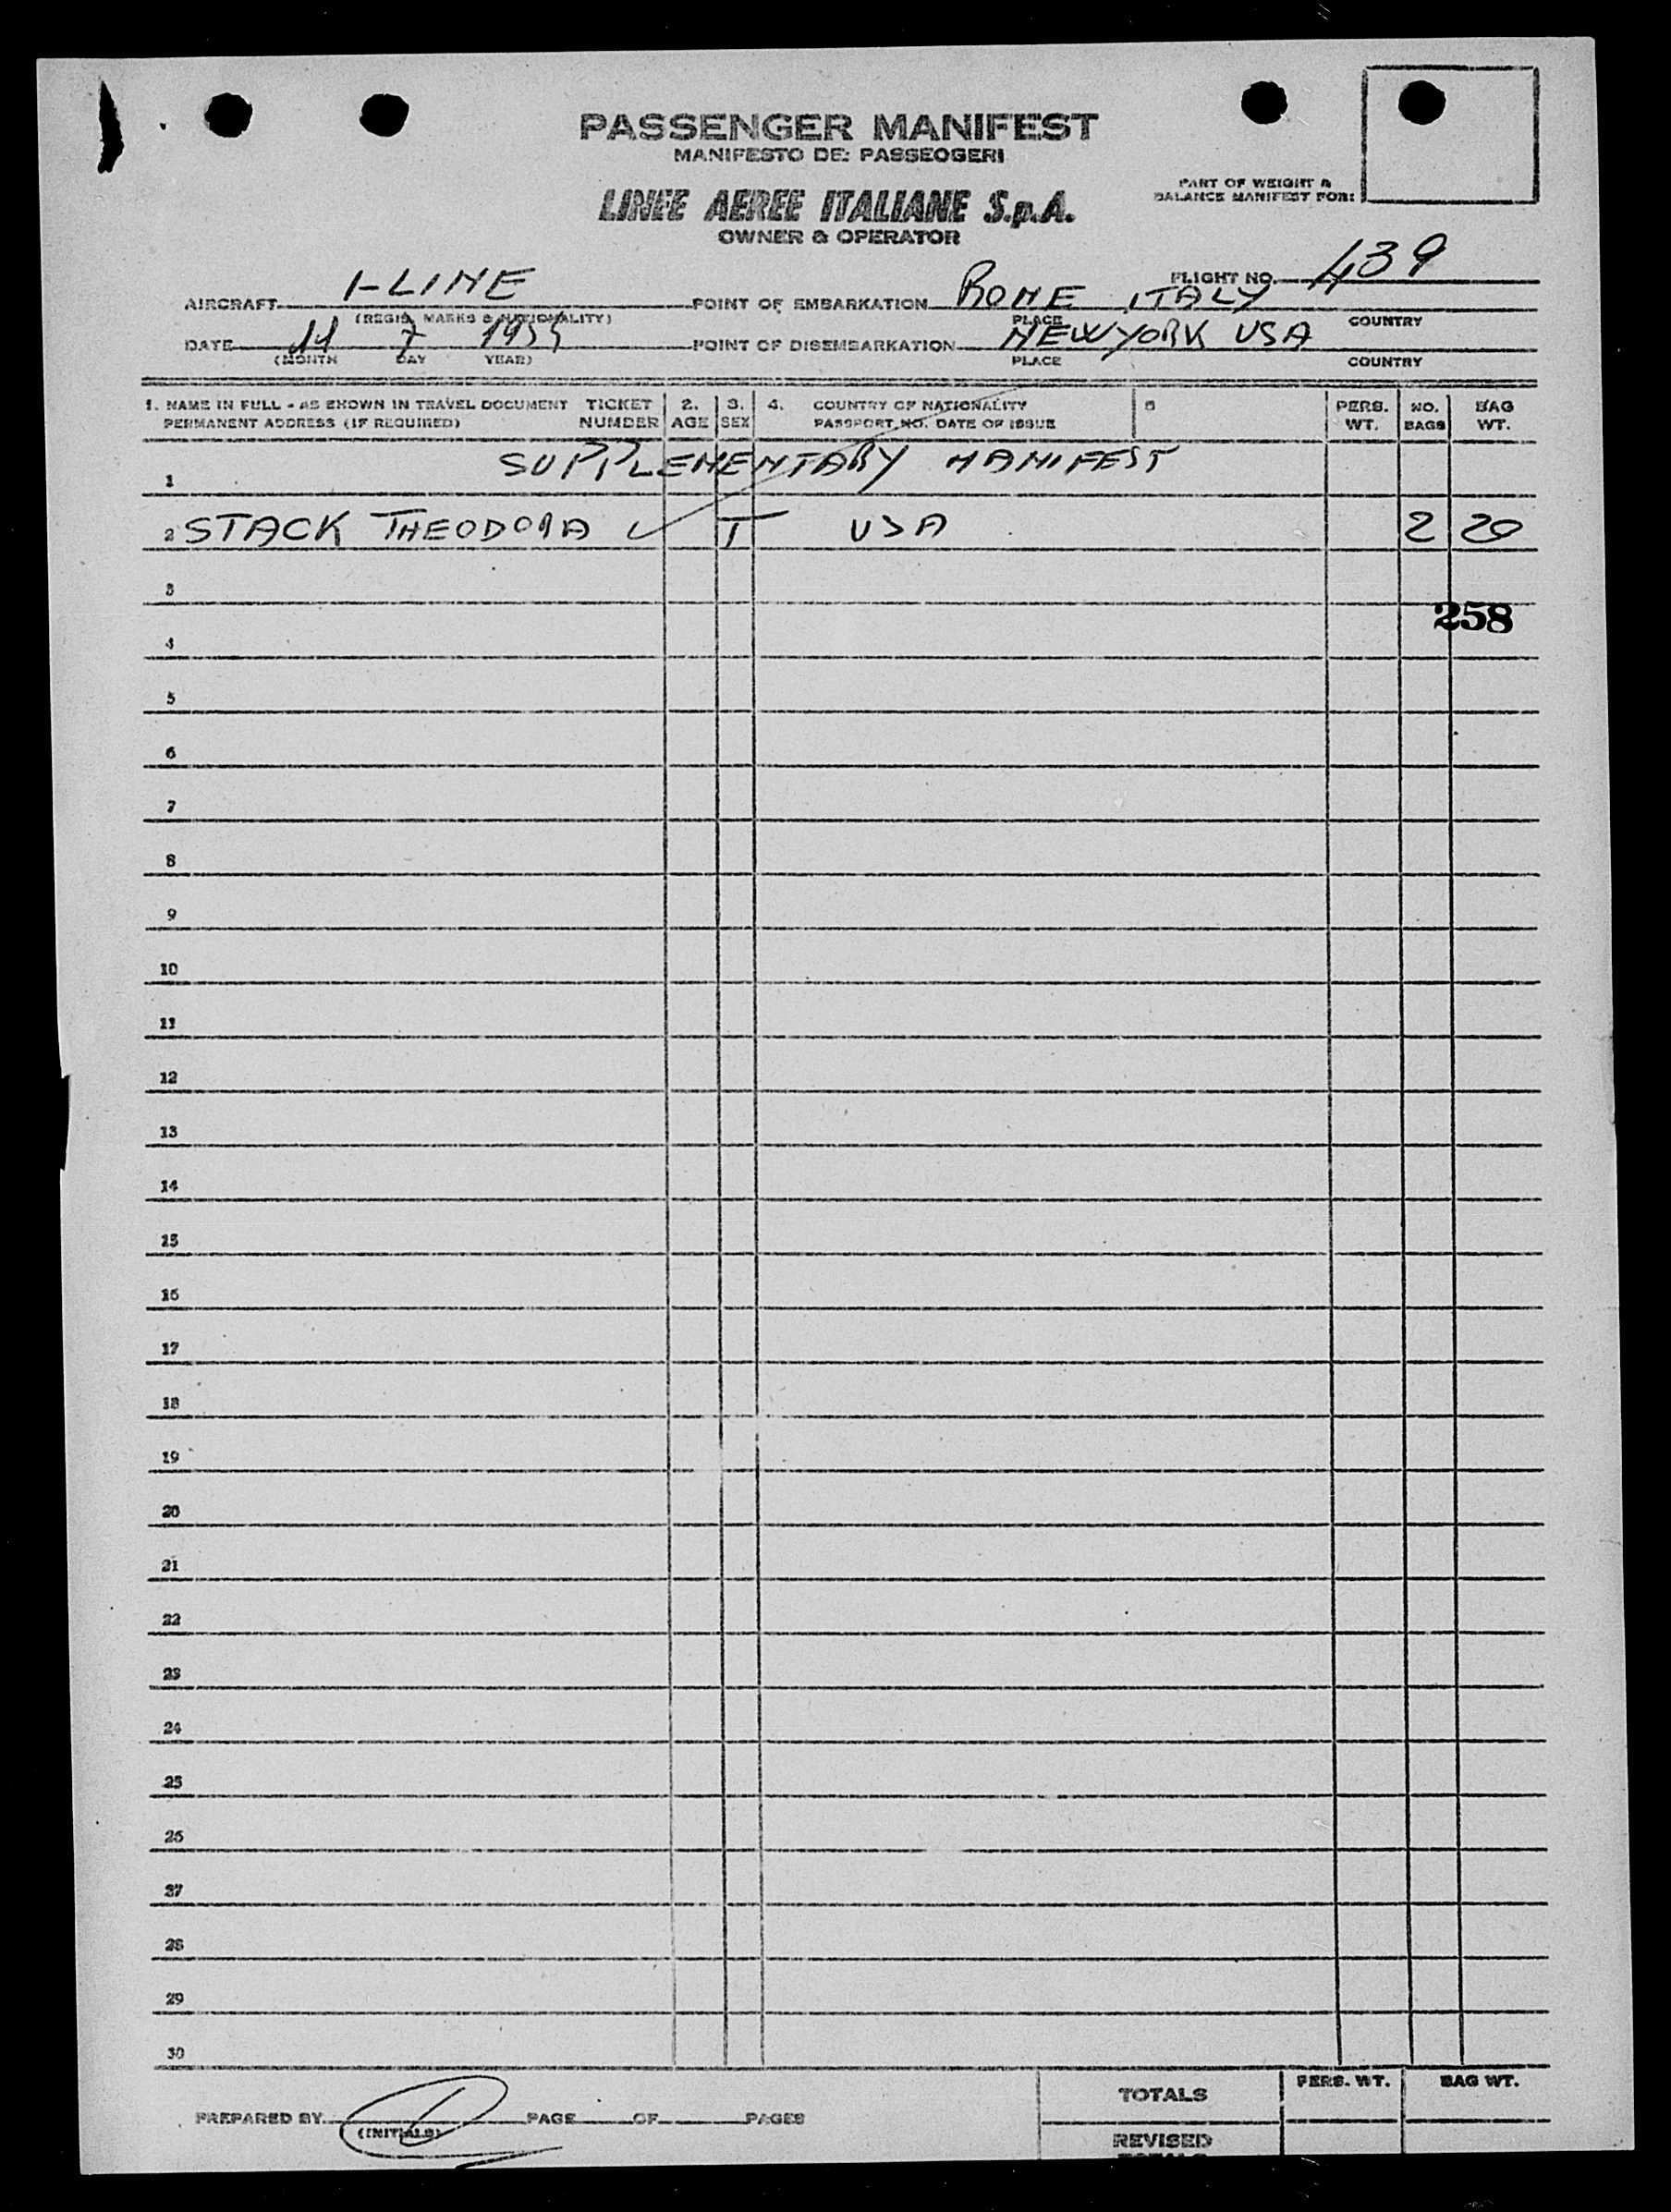 PASSENGER MANIFEST
MANIFESTO DEI PASSEGGERI
LINEE AEREE ITALIANE S.p.A.
OWNER & OPERATOR
PART OF WEIGHT &
BALANCE MANIFEST FOR:
FLIGHT NO. 439
AIRCRAFT I-LINE POINT OF EMBARKATION ROME ITALY
(REGIS. MARKS & NATIONALITY) PLACE COUNTRY
DATE 11 7 1955 POINT OF DISEMBARKATION NEW YORK USA
(MONTH DAY YEAR) PLACE COUNTRY
1. NAME IN FULL - AS SHOWN IN TRAVEL DOCUMENT TICKET 2. 3. 4. COUNTRY OF NATIONALITY 5 PERS. NO. BAG
PERMANENT ADDRESS (IF REQUIRED) NUMBER AGE SEX PASSPORT NO. DATE OF ISSUE WT. BAGS WT.
1 SUPPLEMENTARY MANIFEST
2 STACK THEODORA T USA 2 20
3
258
4
5
6
7
8
9
10
11
12
13
14
15
16
17
18
19
20
21
22
23
24
25
26
27
28
29
30
TOTALS PERS. WT. BAG WT.
PREPARED BY PAGE OF PAGES
(INITIALS)
REVISED